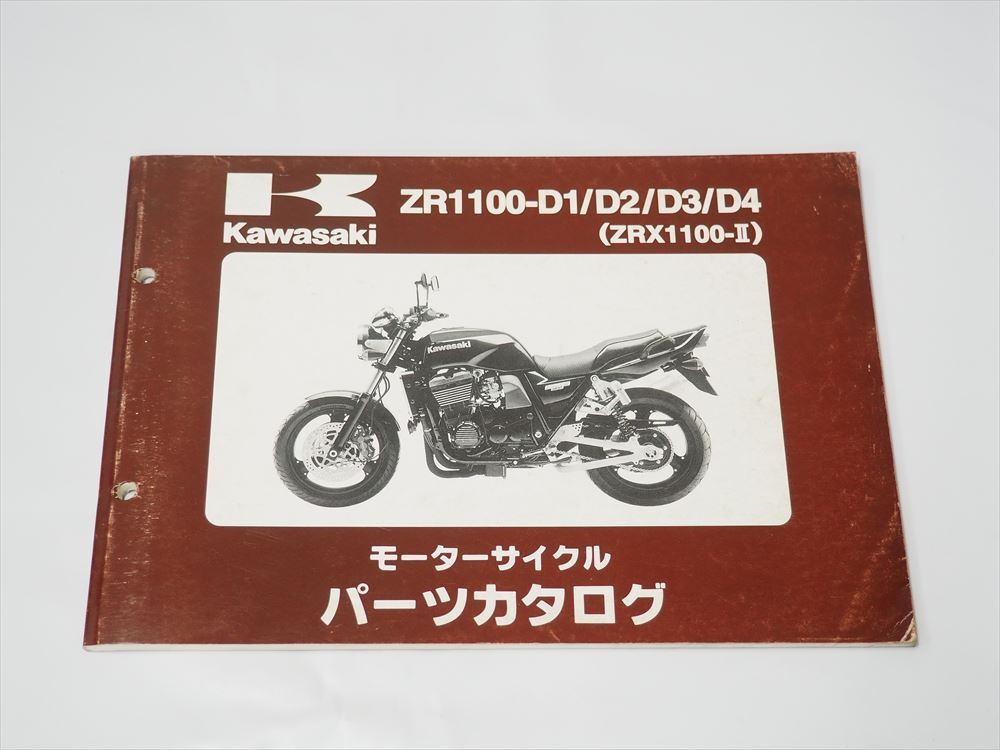 ZR1100-D1/D2/D3/D4
Kawasaki
(ZRX1100-Ⅱ)
Kawasaki
モーターサイクル
パーツカタログ